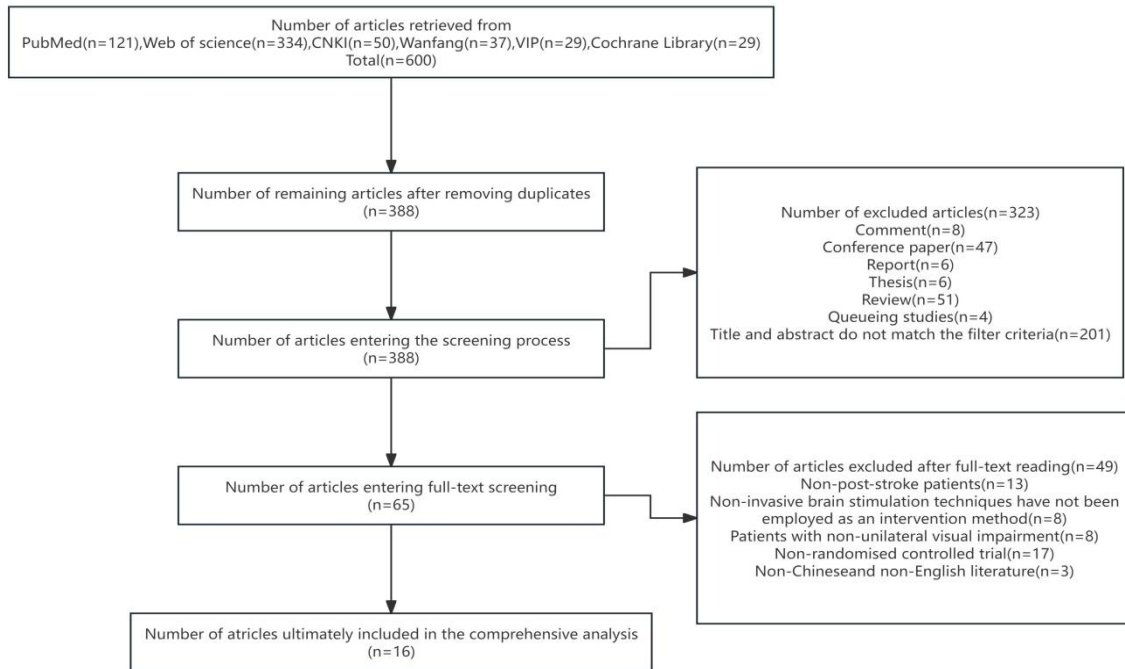 Number of articles retrieved from
PubMed(n=121),Web of science(n=334),CNKI(n=50),Wanfang(n=37),VIP(n=29),Cochrane Library(n=29)
Total(n=600)
Number of remaining articles after removing duplicates
(n=388)
Number of articles entering the screening process
(n=388)
Number of excluded articles(n=323)
Comment(n=8)
Conference paper(n=47)
Report(n=6)
Thesis(n=6)
Review(n=51)
Queueing studies(n=4)
Title and abstract do not match the filter criteria(n=201)
Number of articles entering full-text screening
(n=65)
Number of articles excluded after full-text reading(n=49)
Non-post-stroke patients(n=13)
Non-invasive brain stimulation techniques have not been
employed as an intervention method(n=8)
Patients with non-unilateral visual impairment(n=8)
Non-randomised controlled trial(n=17)
Non-Chineseand non-English literature(n=3)
Number of atricles ultimately included in the comprehensive analysis
(n=16)